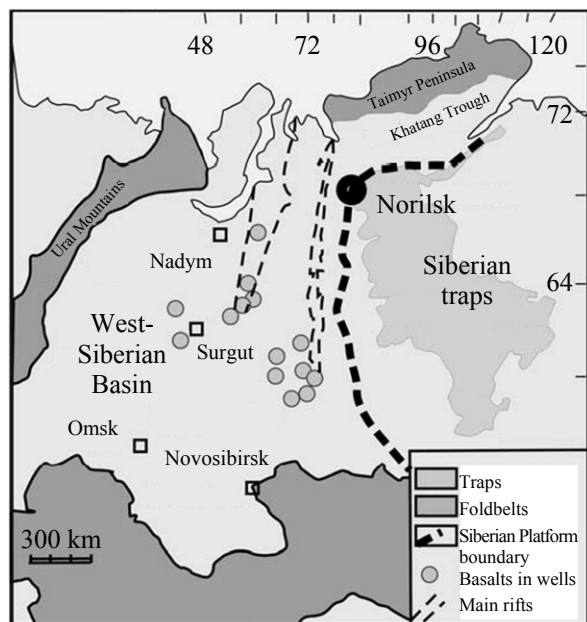 48 72 96 120
Taimyr Peninsula
Khatang Trough
72
Norilsk
Ural Mountains
Nadym
Siberian
traps
64
West-
Siberian
Basin
Surgut
Omsk
Novosibirsk
300 km
Traps
Foldbelts
Siberian Platform
boundary
Basalts in wells
Main rifts